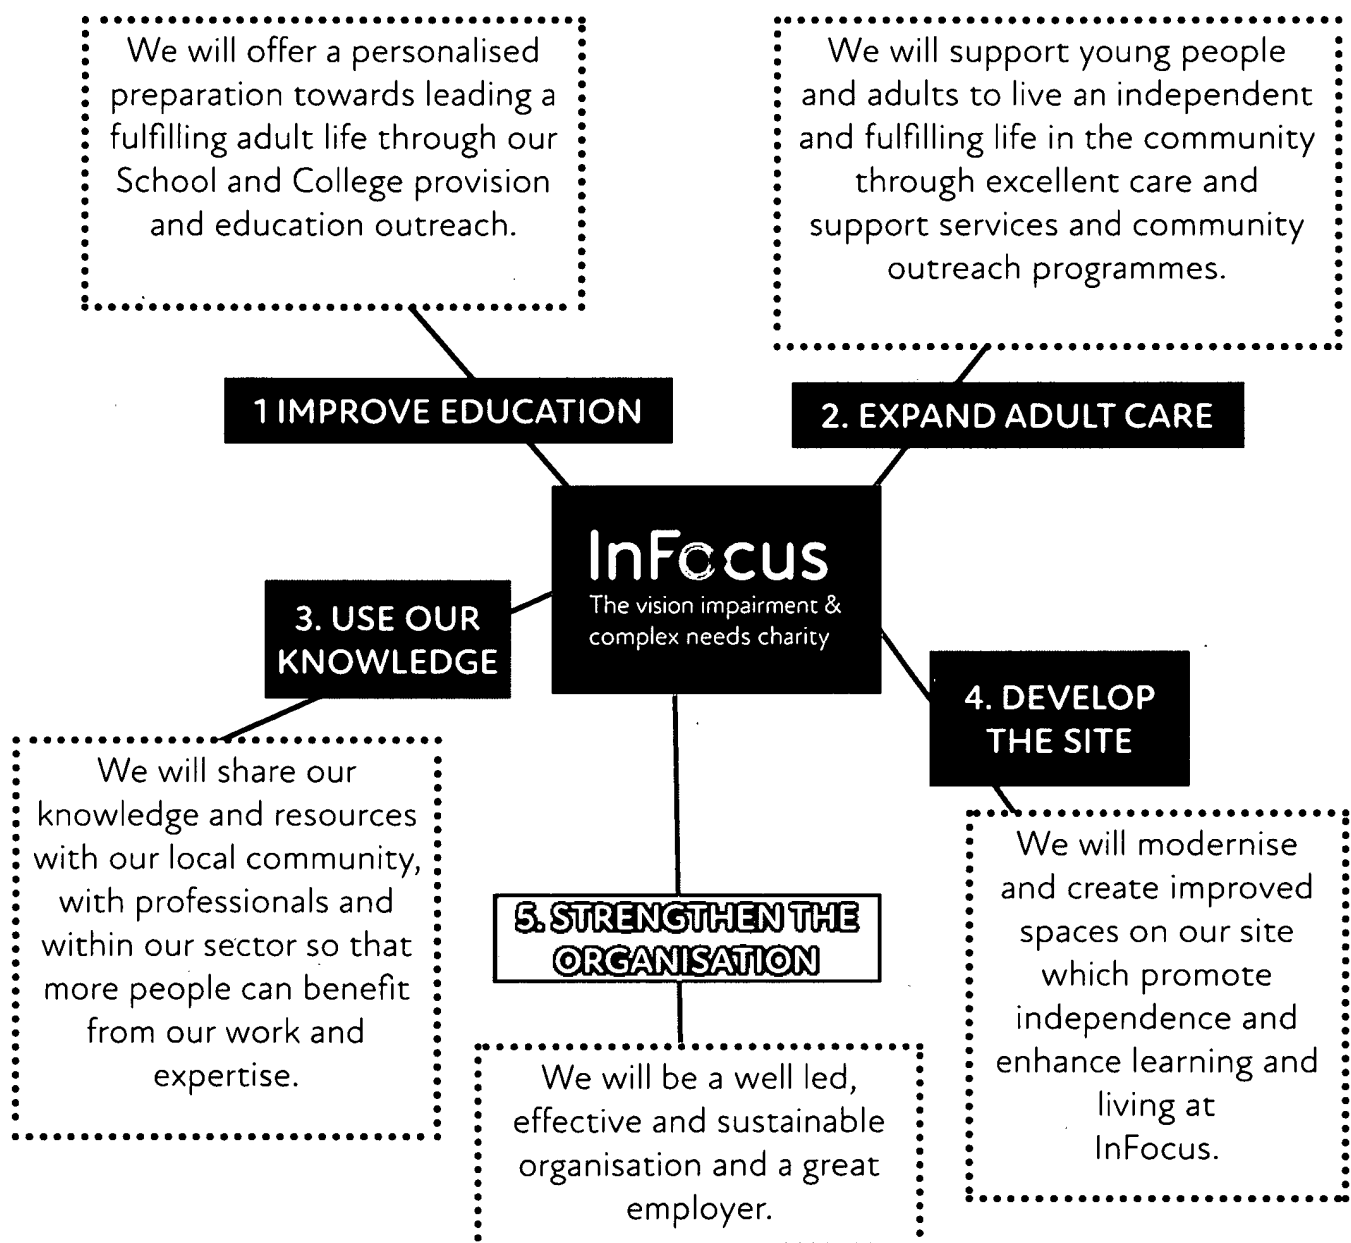 We will offer a personalised
preparation towards leading a
fulfilling adult life through our
School and College provision
and education outreach.
We will support young people
and adults to live an independent
and fulfilling life in the community
through excellent care and
support services and community
outreach programmes.
1 IMPROVE EDUCATION
2. EXPAND ADULT CARE
InFocus
The vision impairment &
complex needs charity
3. USE OUR
KNOWLEDGE
4. DEVELOP
THE SITE
We will share our
knowledge and resources
with our local community,
with professionals and
within our sector so that
more people can benefit
from our work and
expertise.
5. STRENGTHEN THE
ORGANISATION
We will modernise
and create improved
spaces on our site
which promote
independence and
enhance learning and
living at
InFocus.
We will be a well led,
effective and sustainable
organisation and a great
employer.